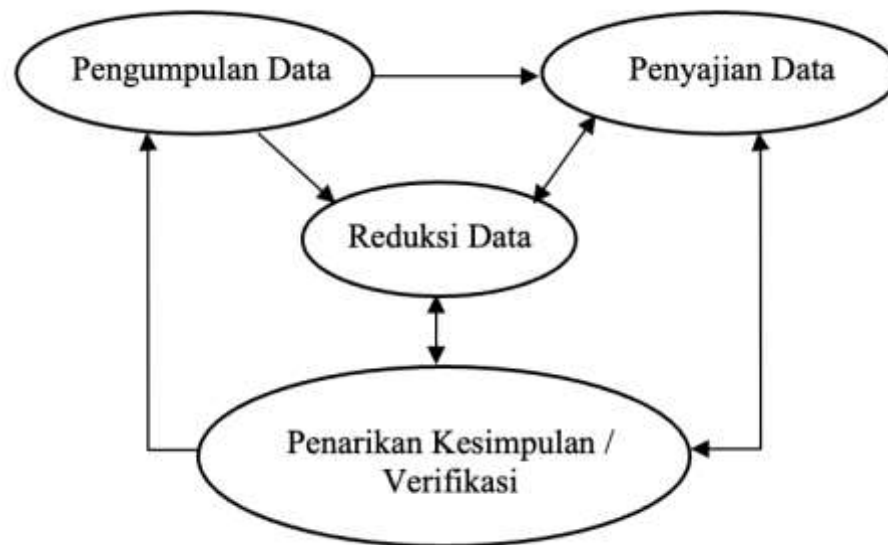 Pengumpulan Data
Penyajian Data
Reduksi Data
Penarikan Kesimpulan /
Verifikasi